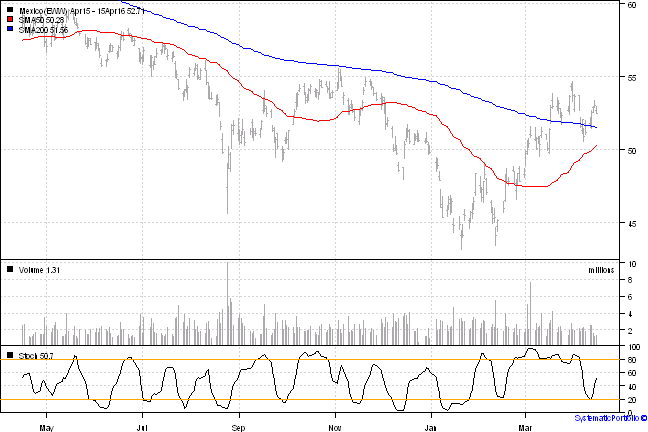 Mexico(EWW) Apr15 - 15Apr16 52.71
SMA50 50.28
SMA200 51.56
60
55
50
45
Volume 1.31
millions
10
8
6
4
2
Stoch 50.7
100
80
60
40
20
0
May Jul Sep Nov Jan Mar
SystematicPortfolio ©